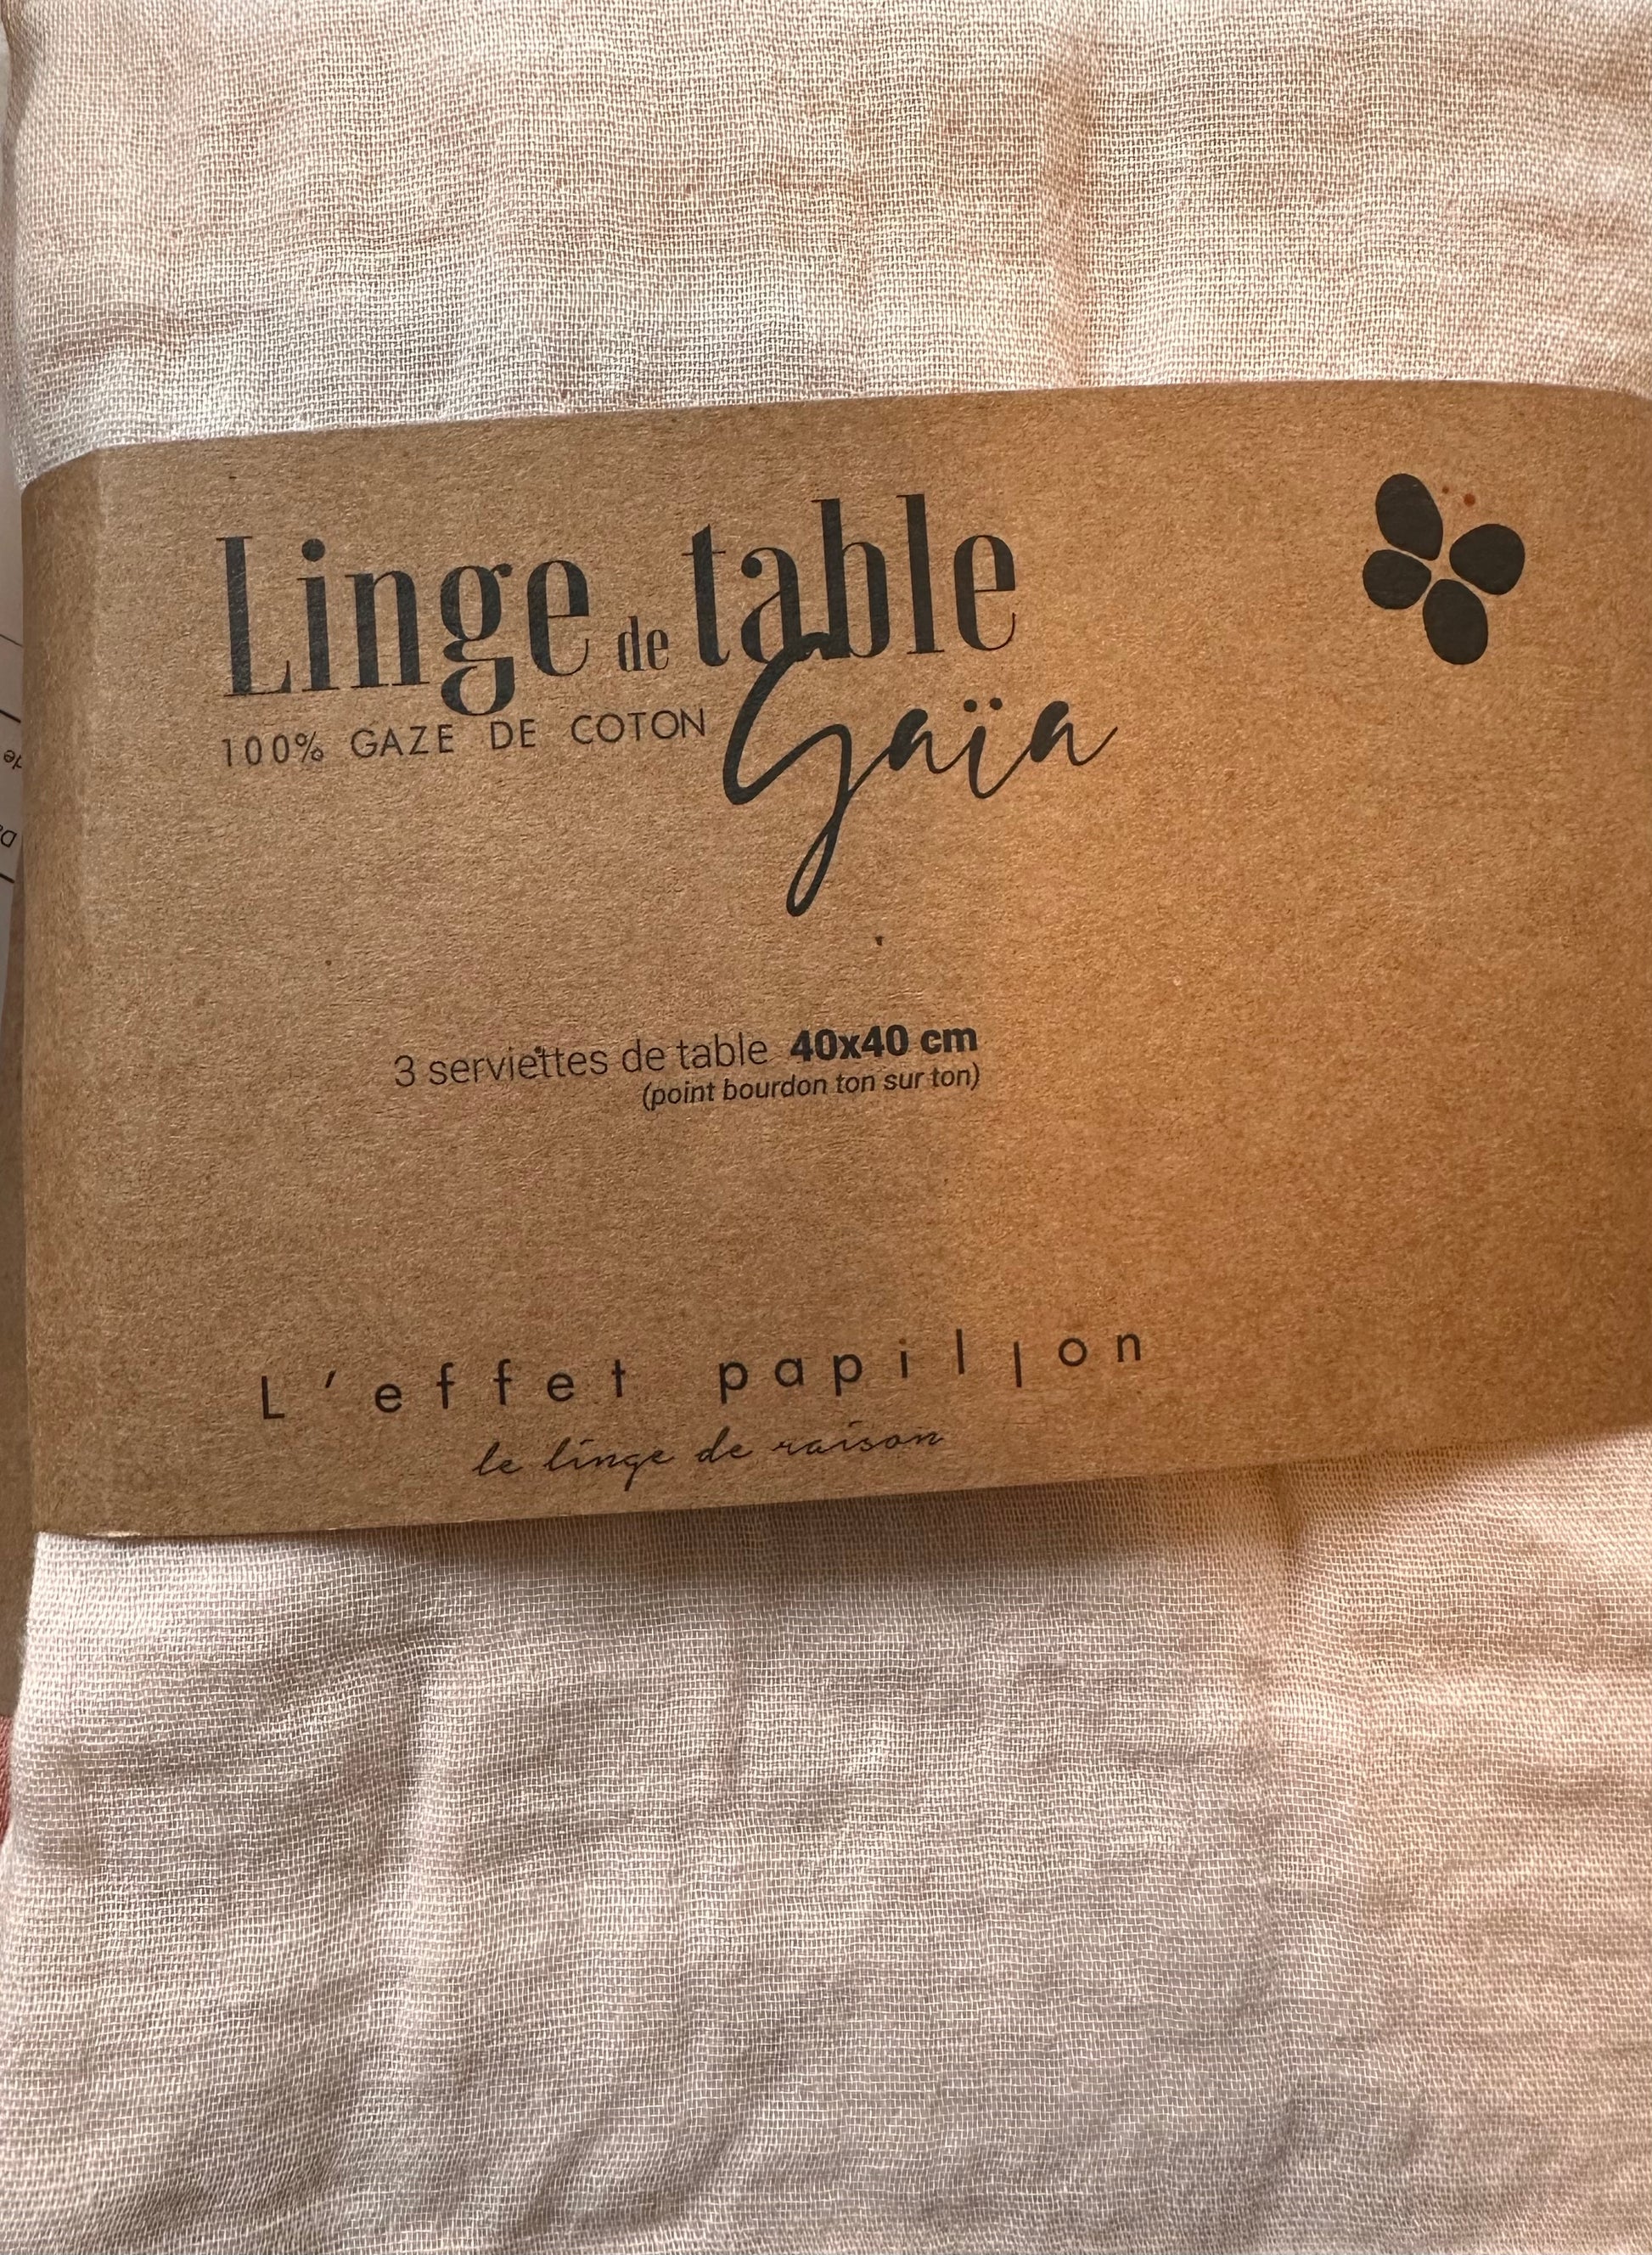 Linge de table
100% GAZE DE COTON
Gaïa
3 serviettes de table 40x40 cm
(point bourdon ton sur ton)
L'effet papillon
le linge de raison